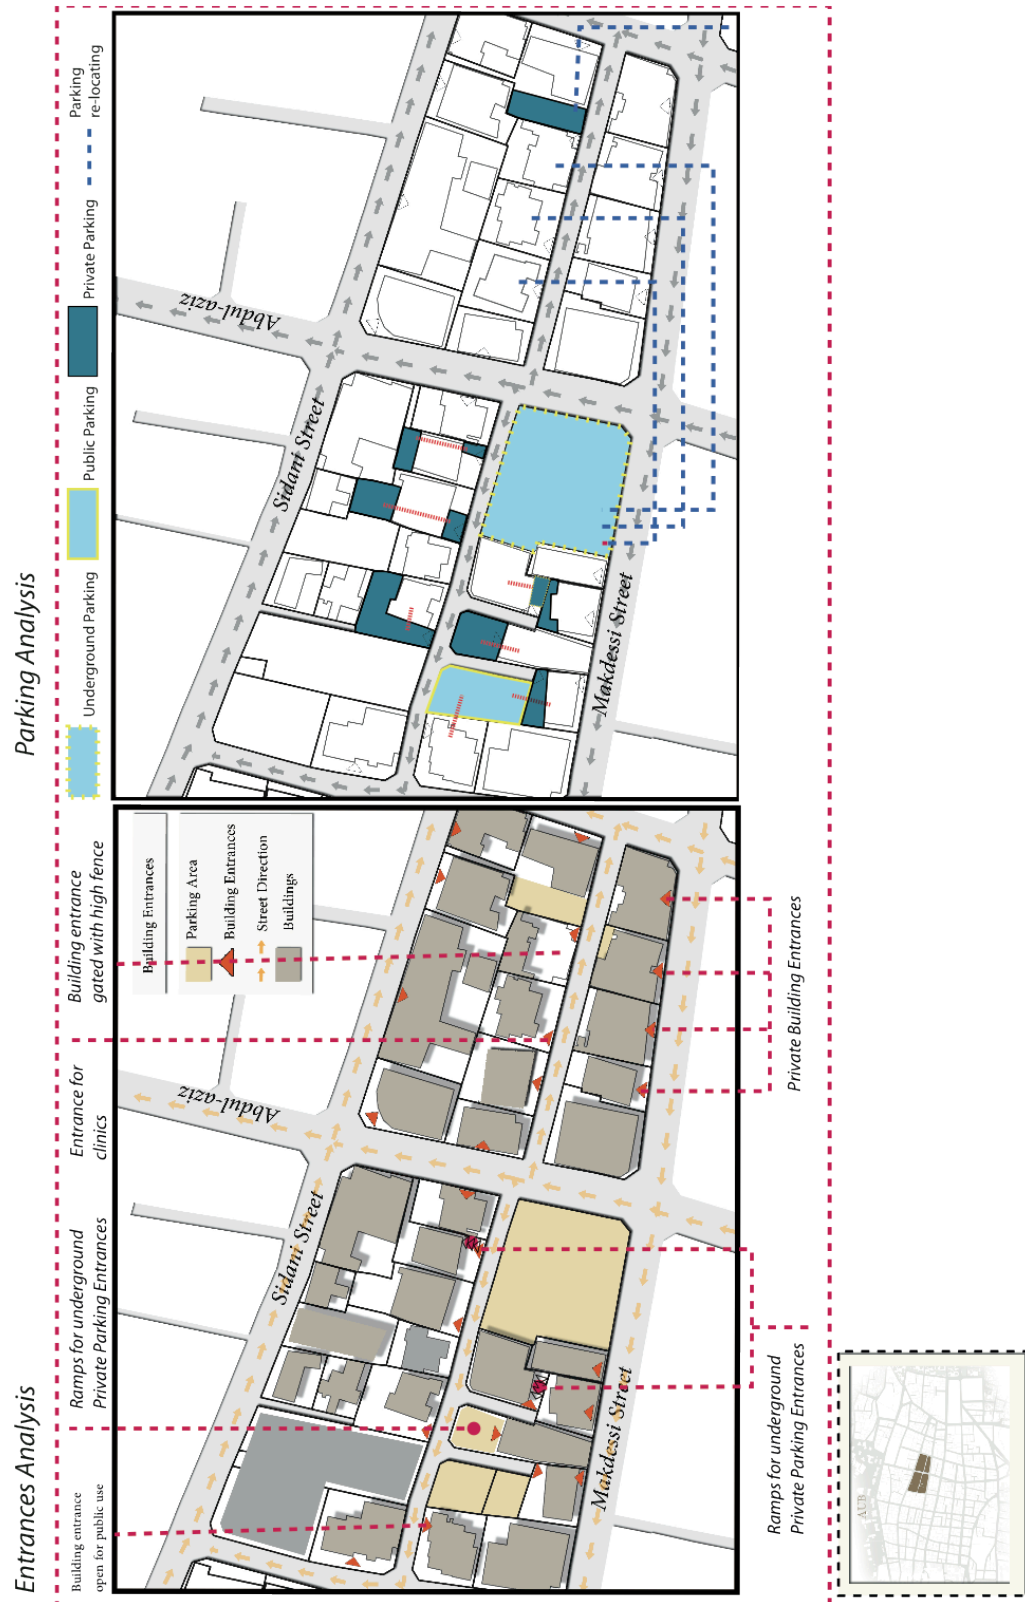 Entrances Analysis
Parking Analysis
Building entrance
open for public use
Ramps for underground
Private Parking Entrances
Entrance for
clinics
Building entrance
gated with high fence
Building Entrances
Parking Area
Building Entrances
Street Direction
Buildings
Abdul-aziz
Sidani Street
Makdessi Street
Ramps for underground
Private Parking Entrances
Private Building Entrances
Underground Parking
Public Parking
Private Parking
Parking
re-locating
Abdul-aziz
Sidani Street
Makdessi Street
AUB